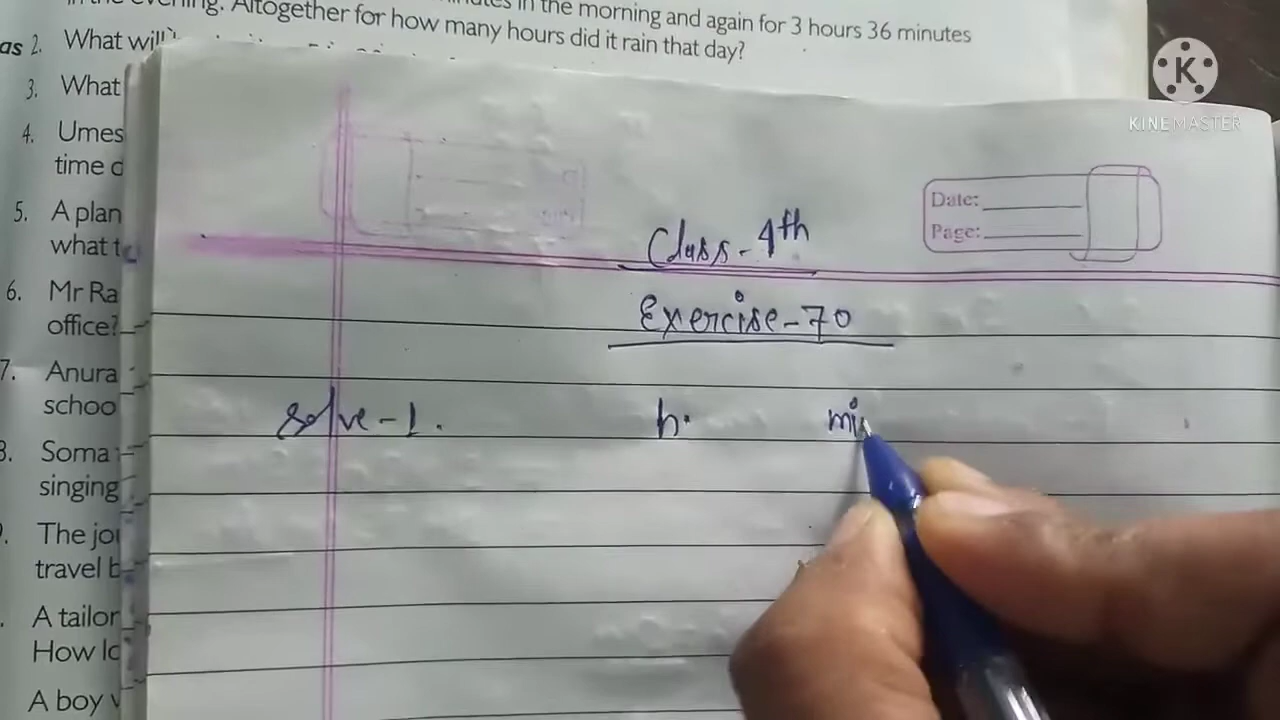 in the morning and again for 3 hours 36 minutes
Altogether for how many hours did it rain that day?
as 2. What will
3. What
4. Umes
time o
5. A plan
what t
6. Mr Ra
office?
7. Anura
schoo
Soma
singing
The jo
travel b
A tailor
How lo
A boy
KINEMASTER
Date:
Page:
Class-4th
Exercise-70
Solve-1.
h. mi